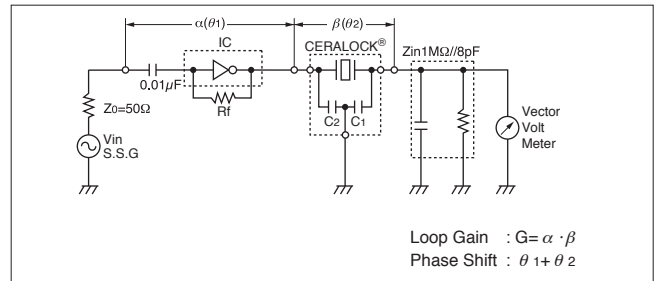 α(θ1)
β(θ2)
IC
CERALOCK®
Zin1MΩ//8pF
0.01µF
Z0=50Ω
Rf
C2
C1
Vector
Volt
Meter
Vin
S.S.G
Loop Gain : G= α ·β
Phase Shift : θ 1+ θ 2